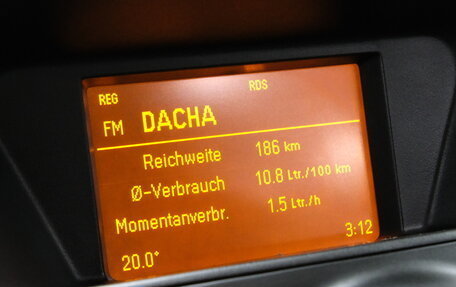 REG RDS
FM DACHA
Reichweite 186 km
Ø-Verbrauch 10.8 Ltr./100 km
Momentanverbr. 1.5 Ltr./h
20.0° 3:12